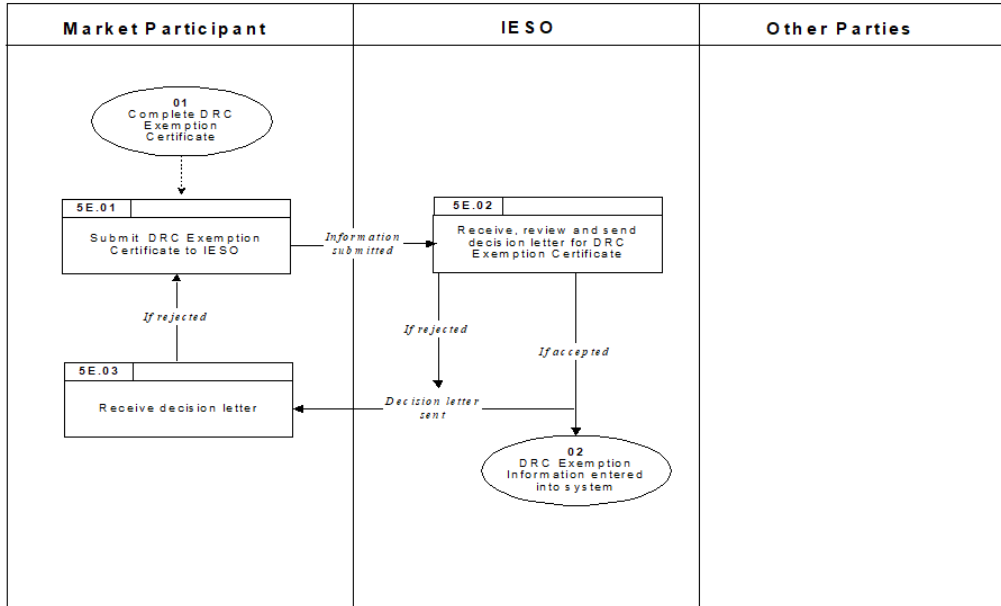 Market Participant
IESO
Other Parties
01
Complete DRC
Exemption
Certificate
5E.01
Submit DRC Exemption
Certificate to IESO
Information
submitted
5E.02
Receive, review and send
decision letter for DRC
Exemption Certificate
If rejected
If rejected
If accepted
5E.03
Receive decision letter
Decision letter
sent
02
DRC Exemption
Information entered
into system